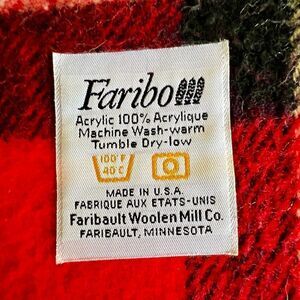 Faribo
Acrylic 100% Acrylique
Machine Wash-warm
Tumble Dry-low
100°F
40 C
MADE IN U.S.A.
FABRIQUE AUX ETATS-UNIS
Faribault Woolen Mill Co.
FARIBAULT, MINNESOTA